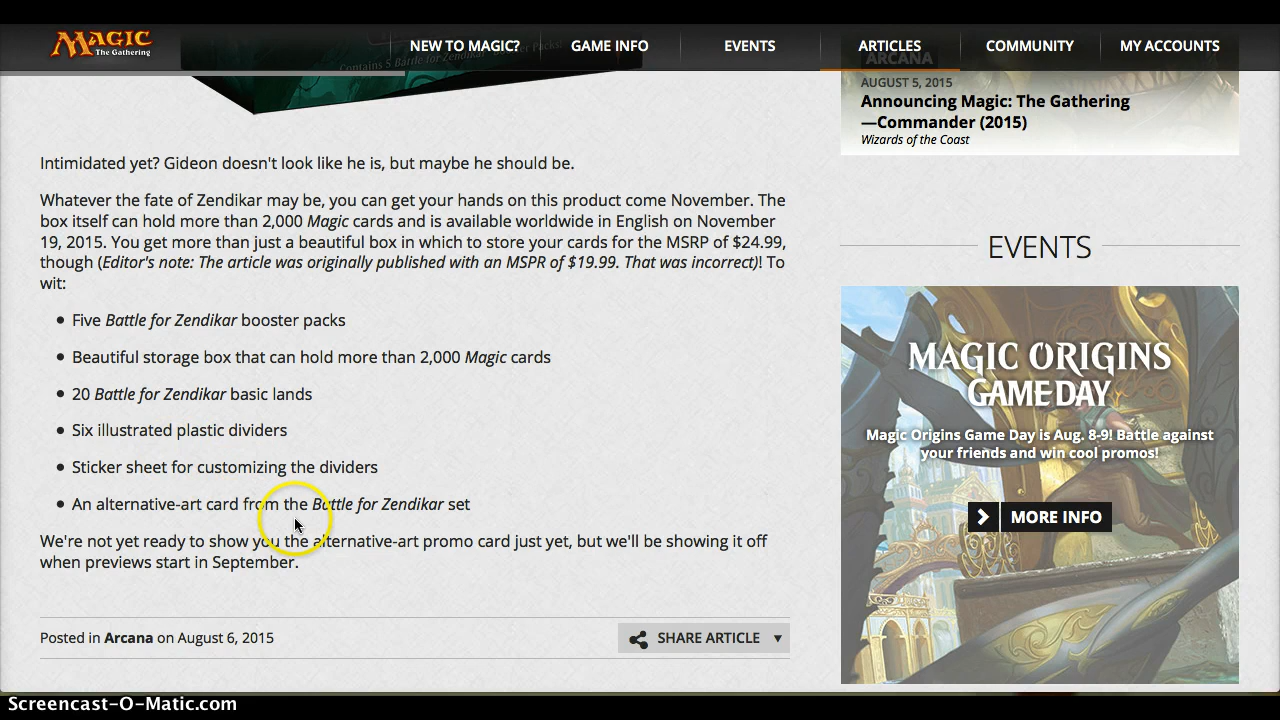 MAGIC
The Gathering
NEW TO MAGIC?
GAME INFO
EVENTS
ARTICLES
COMMUNITY
MY ACCOUNTS
Contains 5 Battle for Zendikar Booster Packs!
ARCANA
AUGUST 5, 2015
Announcing Magic: The Gathering
—Commander (2015)
Wizards of the Coast
Intimidated yet? Gideon doesn't look like he is, but maybe he should be.
Whatever the fate of Zendikar may be, you can get your hands on this product come November. The
box itself can hold more than 2,000 Magic cards and is available worldwide in English on November
19, 2015. You get more than just a beautiful box in which to store your cards for the MSRP of $24.99,
though (Editor's note: The article was originally published with an MSPR of $19.99. That was incorrect)! To
wit:
Five Battle for Zendikar booster packs
Beautiful storage box that can hold more than 2,000 Magic cards
20 Battle for Zendikar basic lands
Six illustrated plastic dividers
Sticker sheet for customizing the dividers
An alternative-art card from the Battle for Zendikar set
We're not yet ready to show you the alternative-art promo card just yet, but we'll be showing it off
when previews start in September.
Posted in Arcana on August 6, 2015
SHARE ARTICLE
EVENTS
MAGIC ORIGINS
GAME DAY
Magic Origins Game Day is Aug. 8-9! Battle against
your friends and win cool promos!
MORE INFO
Screencast-O-Matic.com